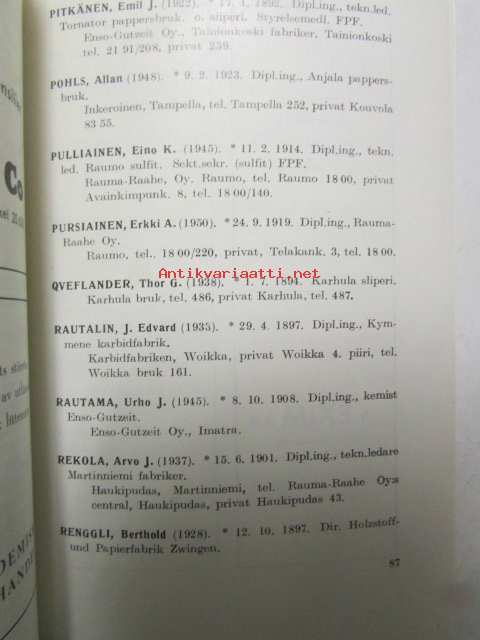 PITKÄNEN, Emil J. (1922). * 17. 1. 1892. Dipl.ing., tekn.led.
Tornator pappersbruk. o. sliperi. Styrelsemedl. FPF.
Enso-Gutzeit Oy., Tainionkoski fabriker. Tainionkoski
tel. 21 91/208, privat 259.
POHLS, Allan (1948). * 9. 2. 1923. Dipl.ing., Anjala pappers-
bruk.
Inkeroinen, Tampella, tel. Tampella 252, privat Kouvola
83 55.
PULLIAINEN, Eino K. (1945). * 11. 2. 1914. Dipl.ing., tekn.
led. Raumo sulfit. Sekt.sekr. (sulfit) FPF.
Rauma-Raahe, Oy. Raumo, tel. Raumo 18 00, privat
Avainkimpunk. 8, tel. 18 00/140.
PURSIAINEN, Erkki A. (1950). * 24. 9. 1919. Dipl.ing., Rauma-
Raahe Oy.
Raumo, tel.. 18 00/220, privat, Telakank. 3, tel. 18 00.
Antikvariaatti.net
QVEFLANDER, Thor G. (1938). * 1. 7. 1894. Karhula sliperi.
Karhula bruk, tel. 486, privat Karhula, tel. 487.
RAUTALIN, J. Edvard (1935). * 29. 4. 1897. Dipl.ing., Kym-
mene karbidfabrik.
Karbidfabriken, Woikka, privat Woikka 4. piiri, tel.
Woikka bruk 161.
RAUTAMA, Urho J. (1945). * 8. 10. 1908. Dipl.ing., kemist
Enso-Gutzeit.
Enso-Gutzeit Oy., Imatra.
REKOLA, Arvo J. (1937). * 15. 6. 1901. Dipl.ing., tekn.ledare
Martinniemi fabriker.
Haukipudas, Martinniemi, tel. Rauma-Raahe Oy:s
central, Haukipudas, privat Haukipudas 43.
RENGGLI, Berthold (1928). * 12. 10. 1897. Dir. Holzstoff-
und Papierfabrik Zwingen.
87
Co